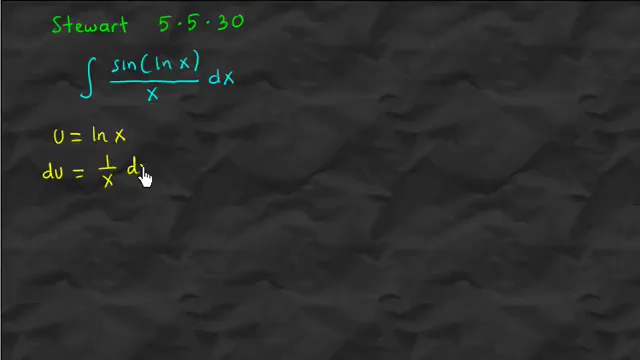 Stewart 5.5.30
∫ sin(ln x)/x dx
u = ln x
du = 1/x d